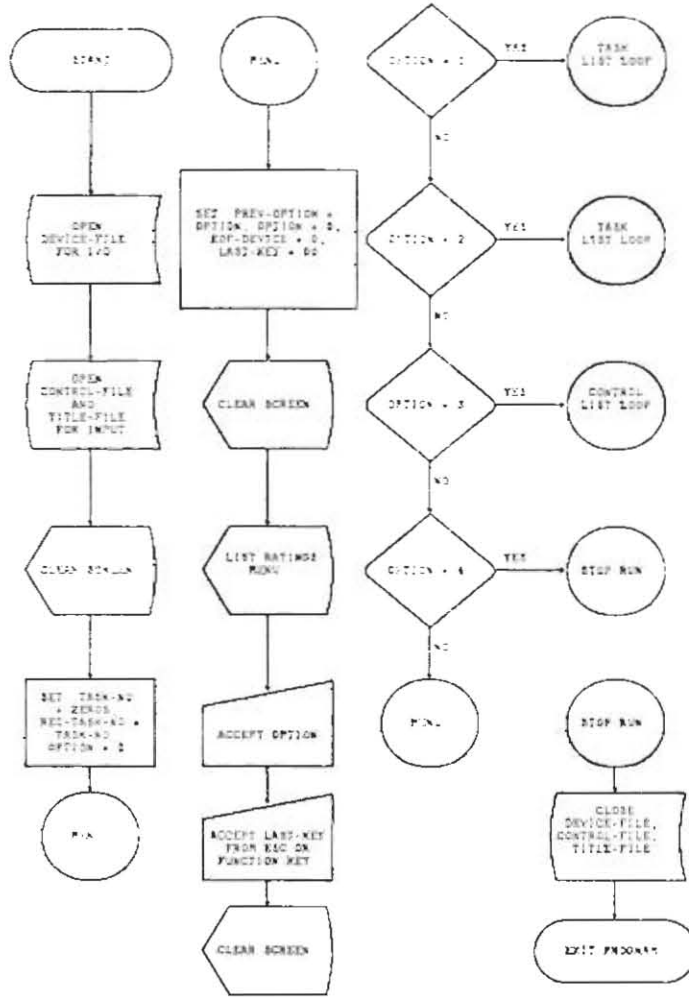 START
OPEN
DEVICE-FILE
FOR I/O
OPEN
CONTROL-FILE
AND
TITLE-FILE
FOR INPUT
CLEAR SCREEN
SET TASK-NO
= ZEROS
TASK-NO
MENU
MENU
SET PREV-OPTION =
OPTION, OPTION = 0,
EOF-DEVICE = 0,
LAST-KEY = 00
CLEAR SCREEN
LIST RATINGS
MENU
ACCEPT OPTION
ACCEPT LAST-KEY
FROM ESC OR
FUNCTION KEY
CLEAR SCREEN
OPTION = 1
YES
TASK
LIST LOOP
NO
OPTION = 2
YES
TASK
LIST LOOP
NO
OPTION = 3
YES
CONTROL
LIST LOOP
NO
OPTION = 4
YES
STOP RUN
NO
MENU
STOP RUN
CLOSE
DEVICE-FILE,
CONTROL-FILE,
TITLE-FILE
EXIT PROGRAM